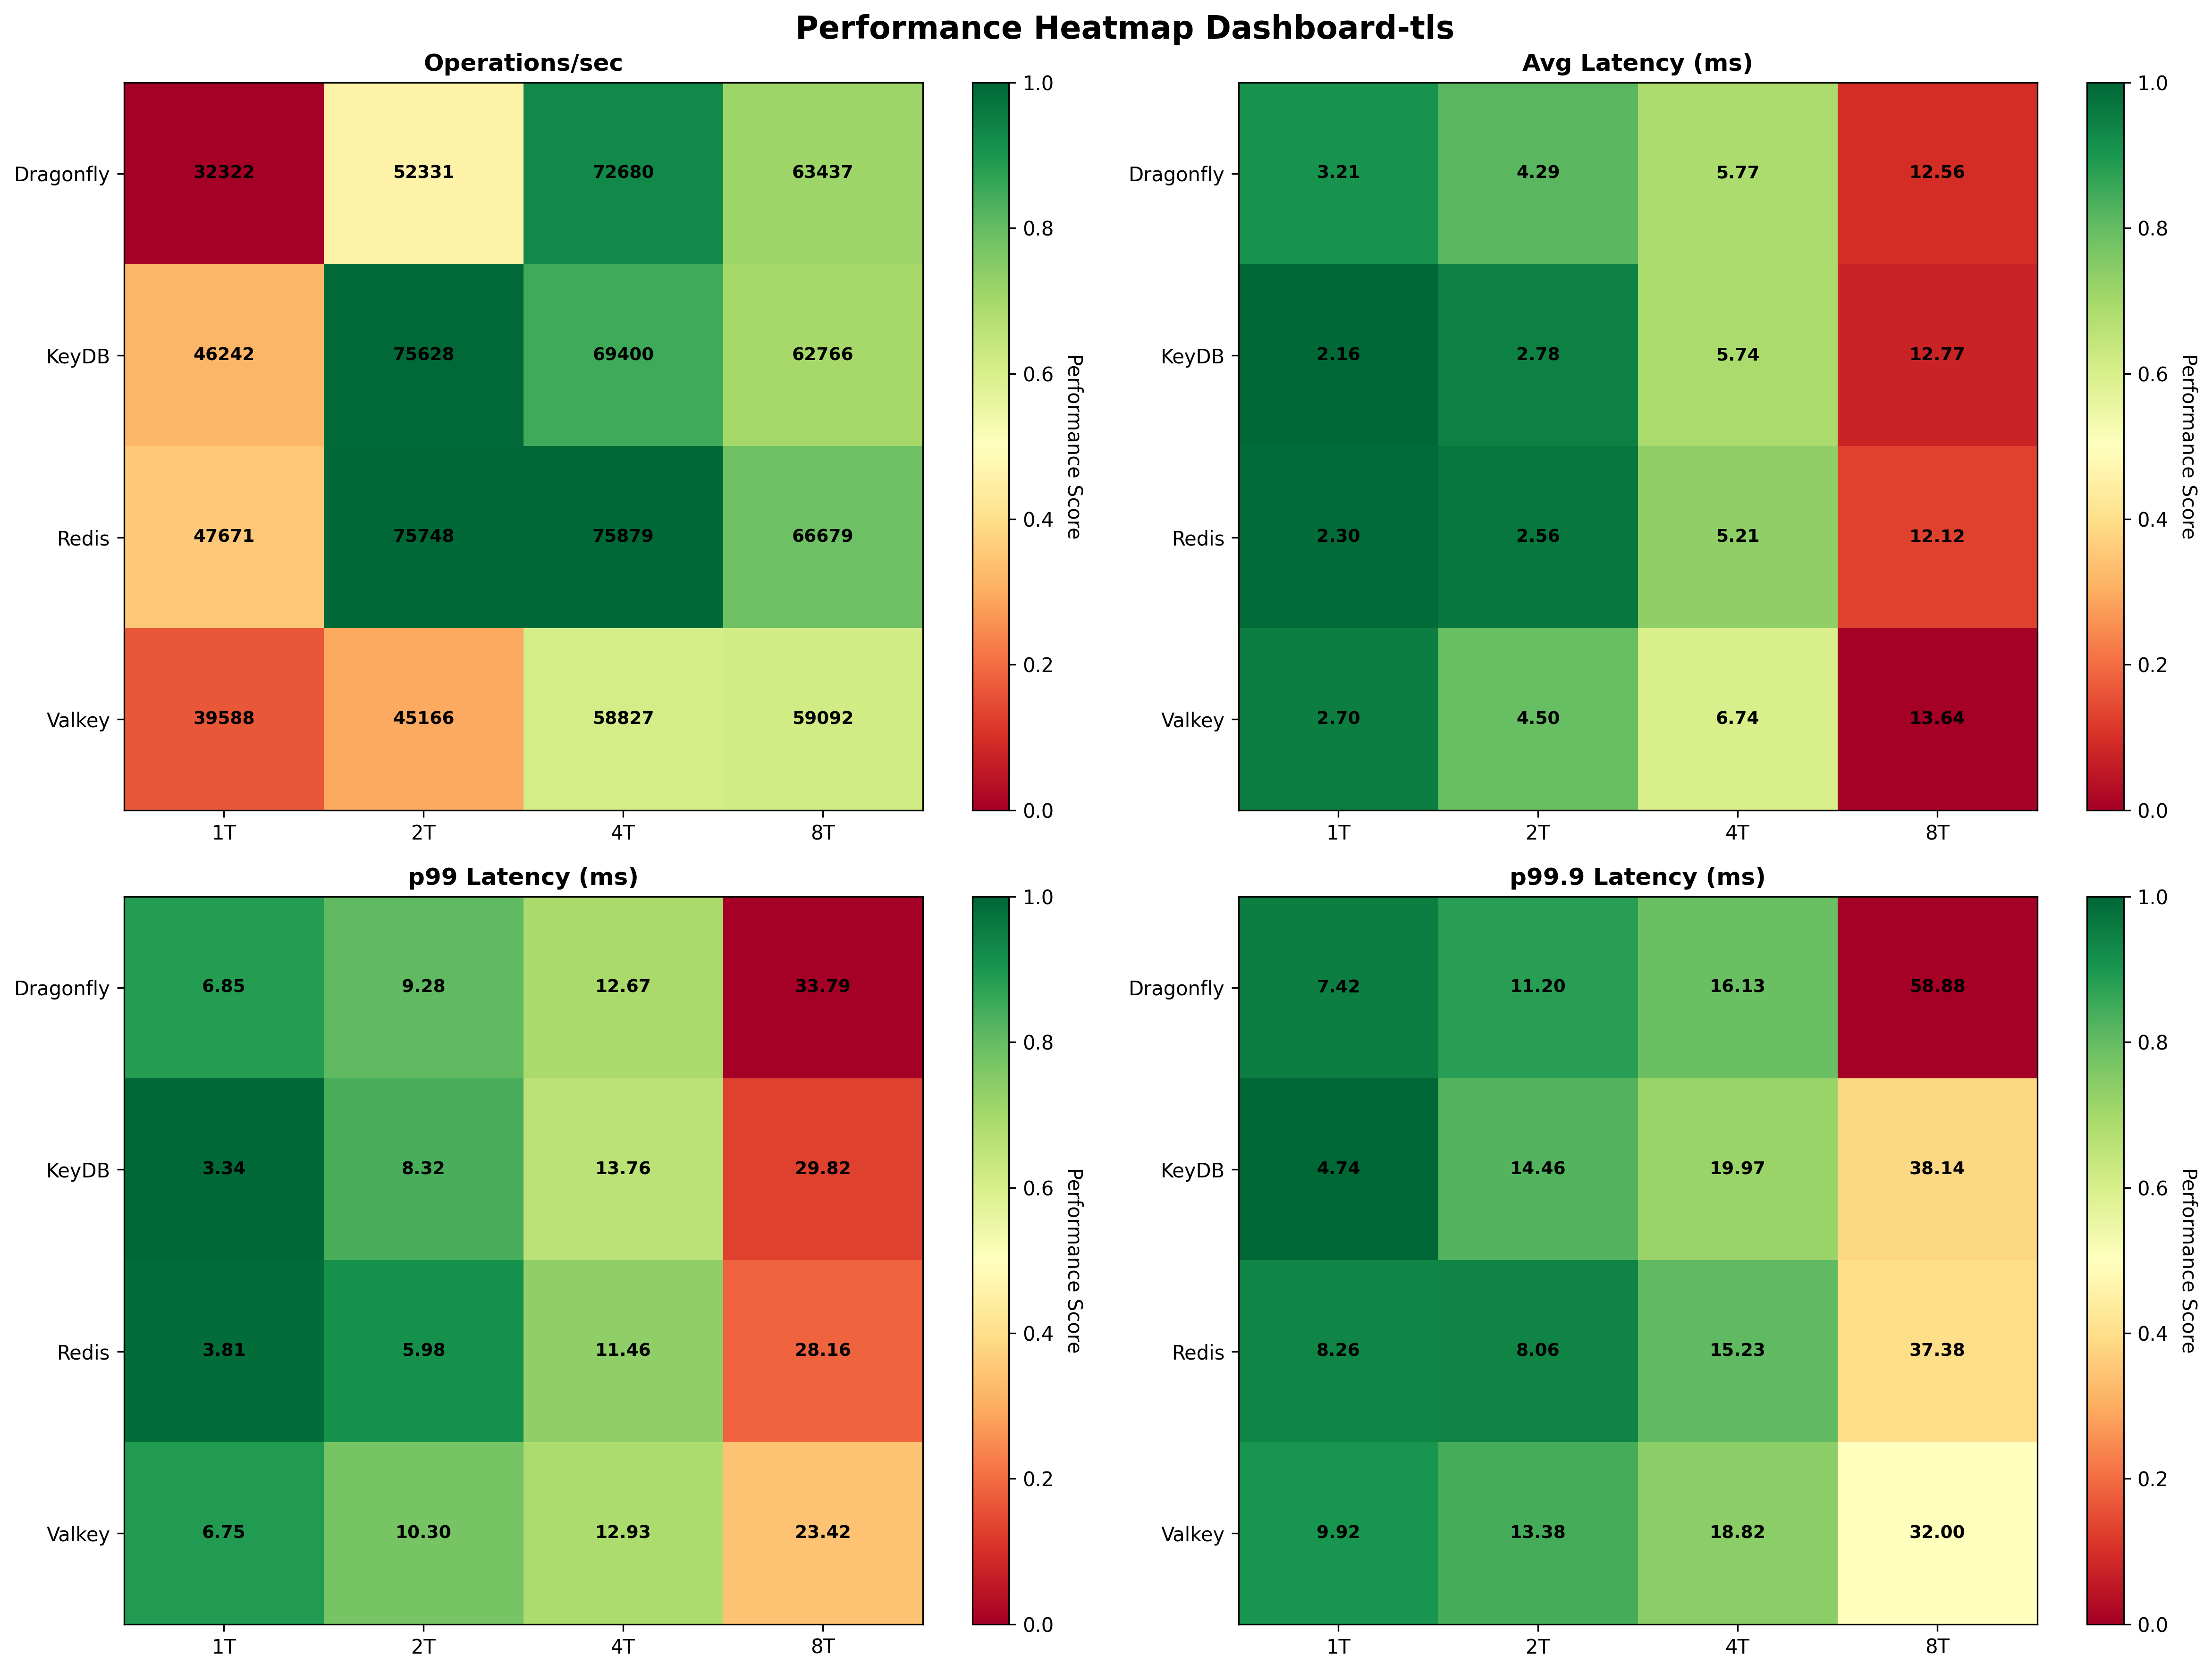 Performance Heatmap Dashboard-tls
Operations/sec
Dragonfly 32322 52331 72680 63437
KeyDB 46242 75628 69400 62766
Redis 47671 75748 75879 66679
Valkey 39588 45166 58827 59092
1T 2T 4T 8T
1.0
0.8
0.6
0.4
0.2
0.0
Performance Score
Avg Latency (ms)
Dragonfly 3.21 4.29 5.77 12.56
KeyDB 2.16 2.78 5.74 12.77
Redis 2.30 2.56 5.21 12.12
Valkey 2.70 4.50 6.74 13.64
1T 2T 4T 8T
1.0
0.8
0.6
0.4
0.2
0.0
Performance Score
p99 Latency (ms)
Dragonfly 6.85 9.28 12.67 33.79
KeyDB 3.34 8.32 13.76 29.82
Redis 3.81 5.98 11.46 28.16
Valkey 6.75 10.30 12.93 23.42
1T 2T 4T 8T
1.0
0.8
0.6
0.4
0.2
0.0
Performance Score
p99.9 Latency (ms)
Dragonfly 7.42 11.20 16.13 58.88
KeyDB 4.74 14.46 19.97 38.14
Redis 8.26 8.06 15.23 37.38
Valkey 9.92 13.38 18.82 32.00
1T 2T 4T 8T
1.0
0.8
0.6
0.4
0.2
0.0
Performance Score